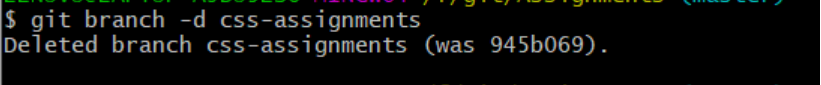 $ git branch -d css-assignments
Deleted branch css-assignments (was 945b069).